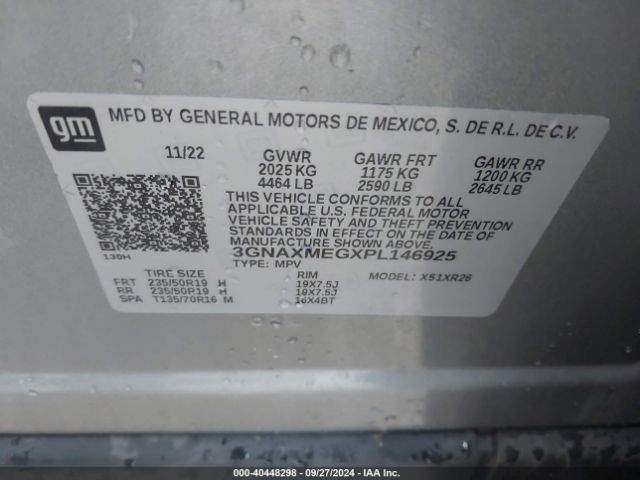 gm
MFD BY GENERAL MOTORS DE MEXICO, S. DE R.L. DE C.V.
11/22 GVWR GAWR FRT GAWR RR
2025 KG 1175 KG 1200 KG
4464 LB 2590 LB 2645 LB
THIS VEHICLE CONFORMS TO ALL
APPLICABLE U.S. FEDERAL MOTOR
VEHICLE SAFETY AND THEFT PREVENTION
STANDARDS IN EFFECT ON THE DATE OF
MANUFACTURE SHOWN ABOVE.
130H 3GNAXMEGXPL146925
TYPE: MPV MODEL: X51XR26
TIRE SIZE RIM
FRT 235/50R19 H 19X7.5J
RR 235/50R19 H 19X7.5J
SPA T135/70R16 M 16X4BT
000-40448298 - 09/27/2024 - IAA Inc.